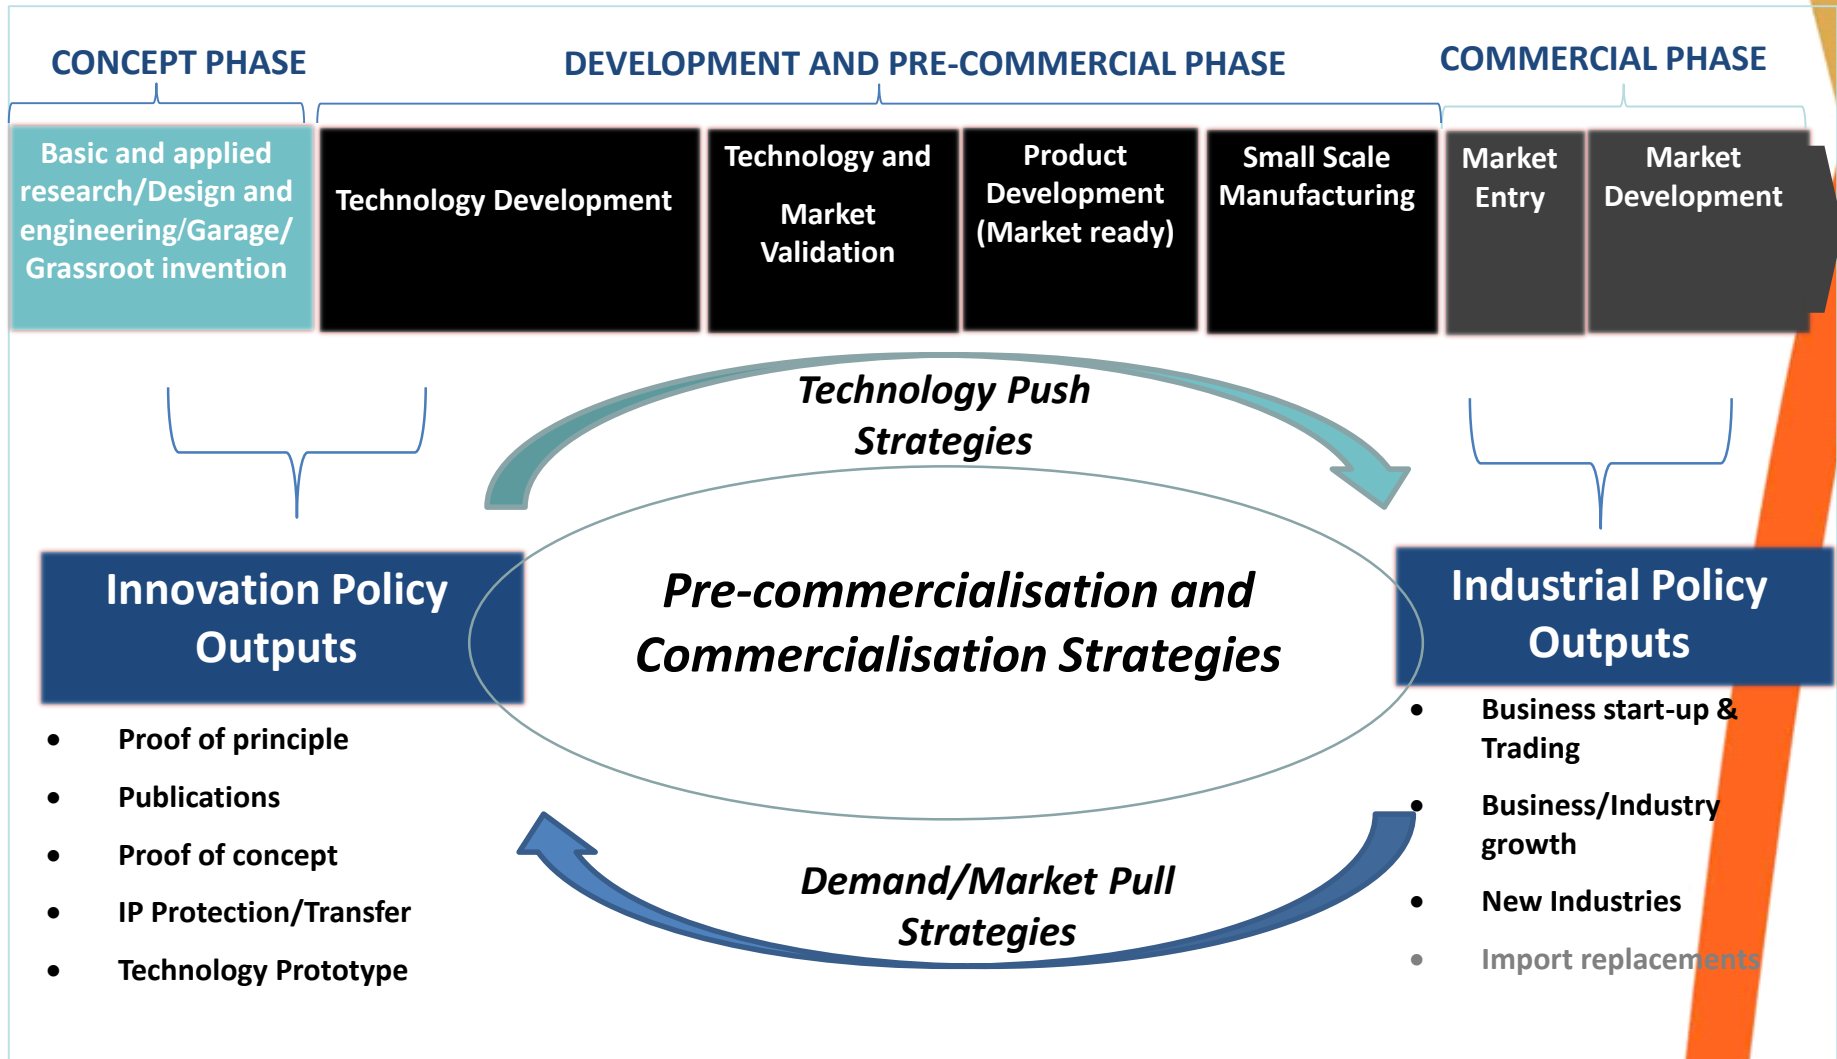 CONCEPT PHASE
DEVELOPMENT AND PRE-COMMERCIAL PHASE
COMMERCIAL PHASE
Basic and applied
research/Design and
engineering/Garage/
Grassroot invention
Technology Development
Technology and
Market
Validation
Product
Development
(Market ready)
Small Scale
Manufacturing
Market
Entry
Market
Development
Technology Push
Strategies
Innovation Policy
Outputs
Pre-commercialisation and
Commercialisation Strategies
Industrial Policy
Outputs
• Proof of principle
• Publications
• Proof of concept
• IP Protection/Transfer
• Technology Prototype
Demand/Market Pull
Strategies
• Business start-up &
Trading
• Business/Industry
growth
• New Industries
• Import replacements